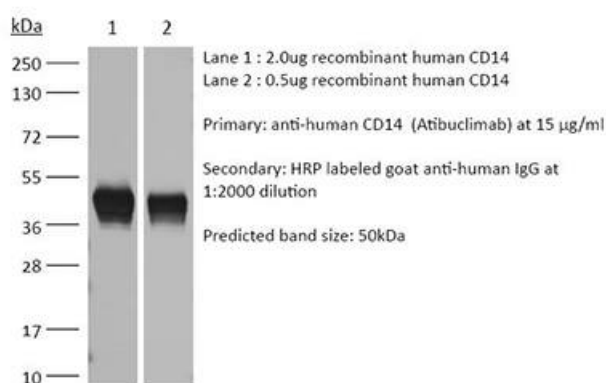 kDa
1 2
250
130
72
55
36
28
17
10
Lane 1 : 2.0ug recombinant human CD14
Lane 2 : 0.5ug recombinant human CD14
Primary: anti-human CD14 (Atibuclimab) at 15 µg/ml
Secondary: HRP labeled goat anti-human IgG at
1:2000 dilution
Predicted band size: 50kDa